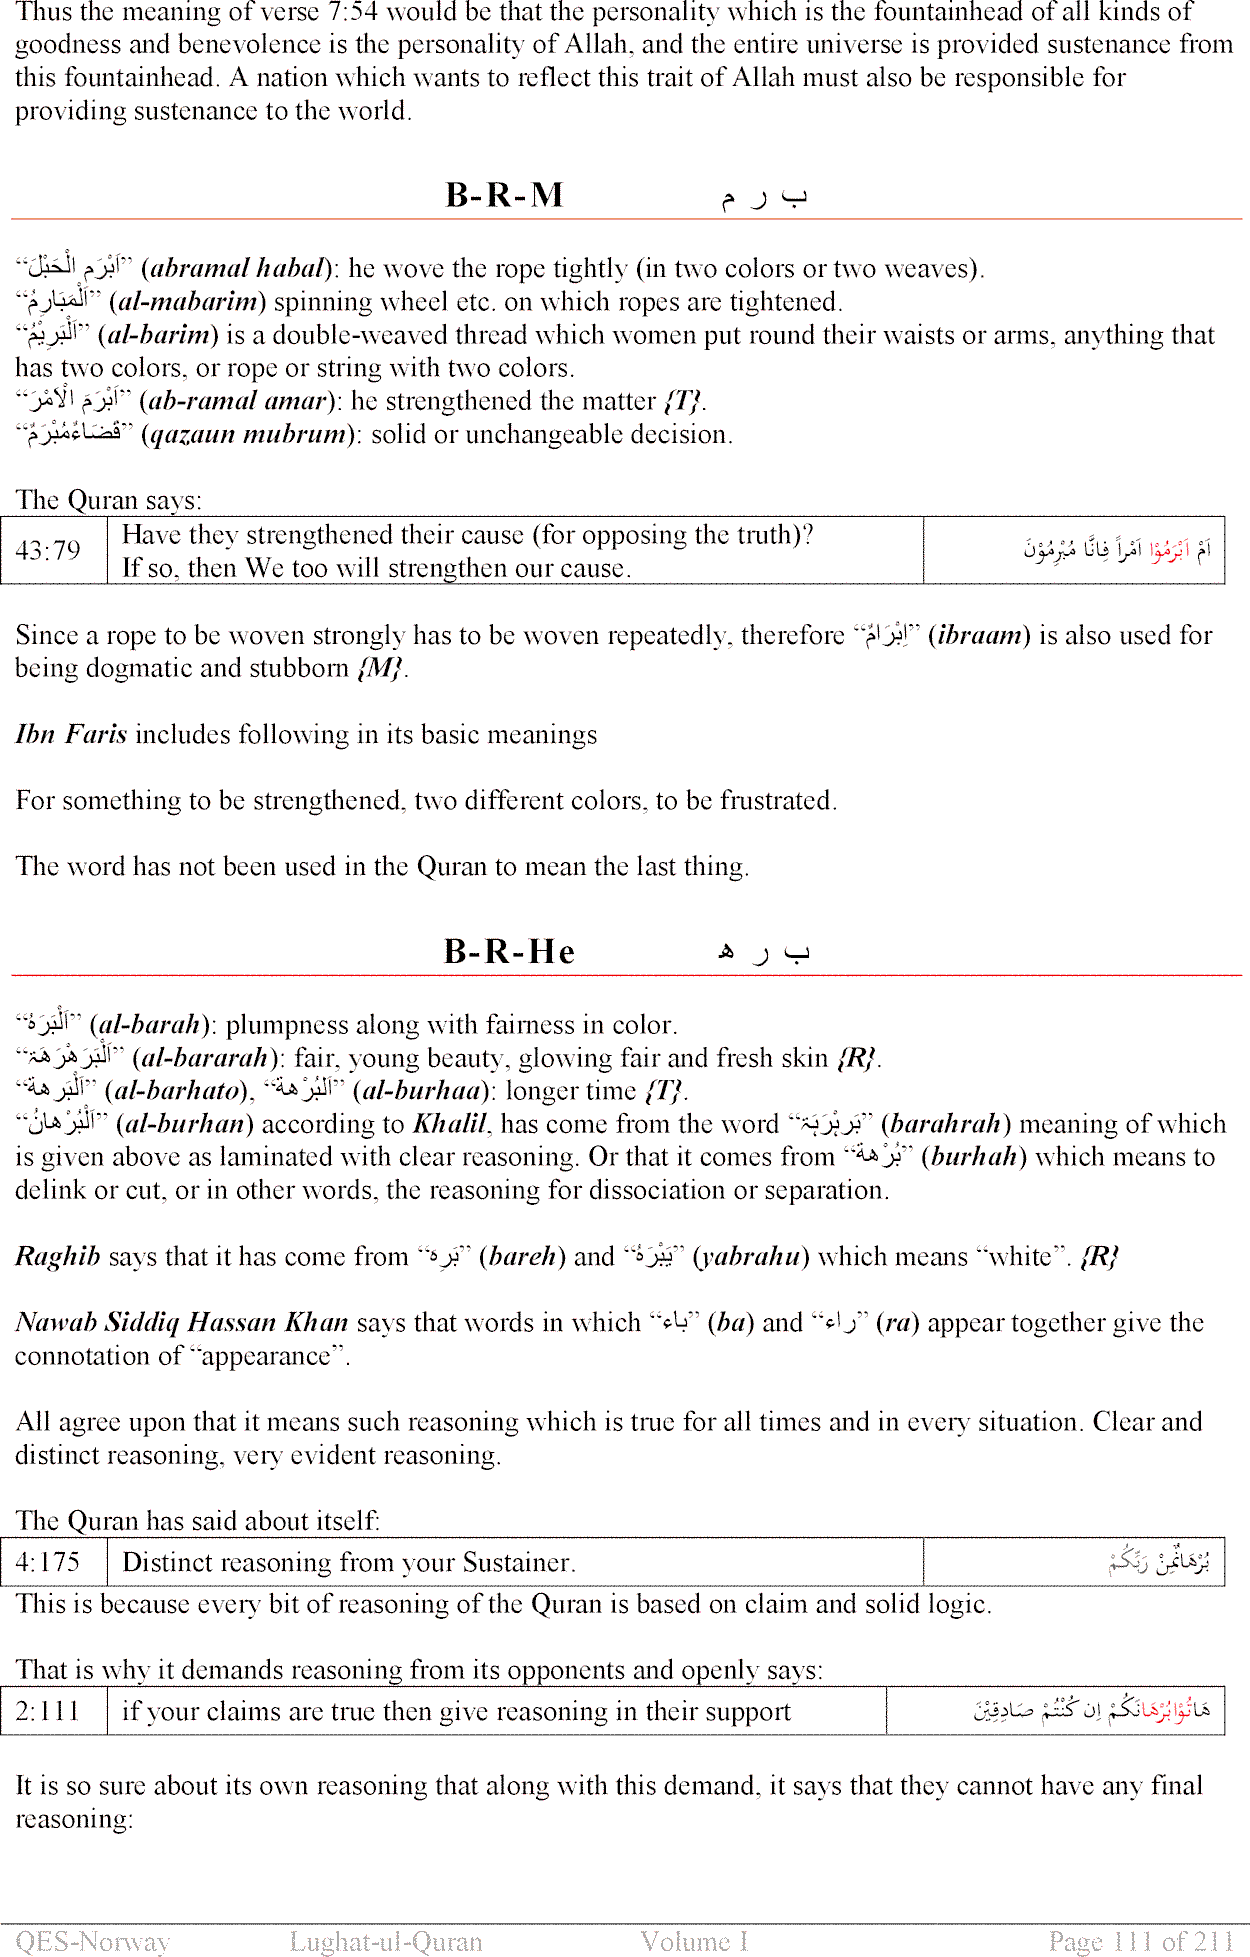 Thus the meaning of verse 7:54 would be that the personality which is the fountainhead of all kinds of
goodness and benevolence is the personality of Allah, and the entire universe is provided sustenance from
this fountainhead. A nation which wants to reflect this trait of Allah must also be responsible for
providing sustenance to the world.
B-R-M ب ر م
“اَبْرَم الْحَبْلَ” (abramal habal): he wove the rope tightly (in two colors or two weaves).
“اَلْمَبَارِمُ” (al-mabarim) spinning wheel etc. on which ropes are tightened.
“اَلْبَرِيْمُ” (al-barim) is a double-weaved thread which women put round their waists or arms, anything that
has two colors, or rope or string with two colors.
“اَبْرَمَ الْاَمْرَ” (ab-ramal amar): he strengthened the matter {T}.
“قَضَاءٌمُبْرَمٌ” (qazaun mubrum): solid or unchangeable decision.
The Quran says:
43:79 Have they strengthened their cause (for opposing the truth)? اَمْ اَبْرَمُوْا اَمْراً فِانَّا مُبْرِمُوْنَ
If so, then We too will strengthen our cause.
Since a rope to be woven strongly has to be woven repeatedly, therefore “اِبْرَامٌ” (ibraam) is also used for
being dogmatic and stubborn {M}.
Ibn Faris includes following in its basic meanings
For something to be strengthened, two different colors, to be frustrated.
The word has not been used in the Quran to mean the last thing.
B-R-He ب ر ھ
“اَلْبَرَهُ” (al-barah): plumpness along with fairness in color.
“اَلْبَرَهْرَهَۃ” (al-bararah): fair, young beauty, glowing fair and fresh skin {R}.
“اَلْبَرهة” (al-barhato), “اَلْبُرْهة” (al-burhaa): longer time {T}.
“اَلْبُرْهانُ” (al-burhan) according to Khalil, has come from the word “بَربْرَہَۃ” (barahrah) meaning of which
is given above as laminated with clear reasoning. Or that it comes from “بُرْهة” (burhah) which means to
delink or cut, or in other words, the reasoning for dissociation or separation.
Raghib says that it has come from “بَرِه” (bareh) and “يَبْرَهُ” (yabrahu) which means “white”. {R}
Nawab Siddiq Hassan Khan says that words in which “باء” (ba) and “راء” (ra) appear together give the
connotation of “appearance”.
All agree upon that it means such reasoning which is true for all times and in every situation. Clear and
distinct reasoning, very evident reasoning.
The Quran has said about itself:
4:175 Distinct reasoning from your Sustainer. بُرْهَانٌمِّنْ رَبِّكُمْ
This is because every bit of reasoning of the Quran is based on claim and solid logic.
That is why it demands reasoning from its opponents and openly says:
2:111 if your claims are true then give reasoning in their support هَاتُوْابُرْهَانَكُمْ اِن كُنْتُمْ صَادِقِيْنَ
It is so sure about its own reasoning that along with this demand, it says that they cannot have any final
reasoning:
QES-Norway Lughat-ul-Quran Volume I Page 111 of 211